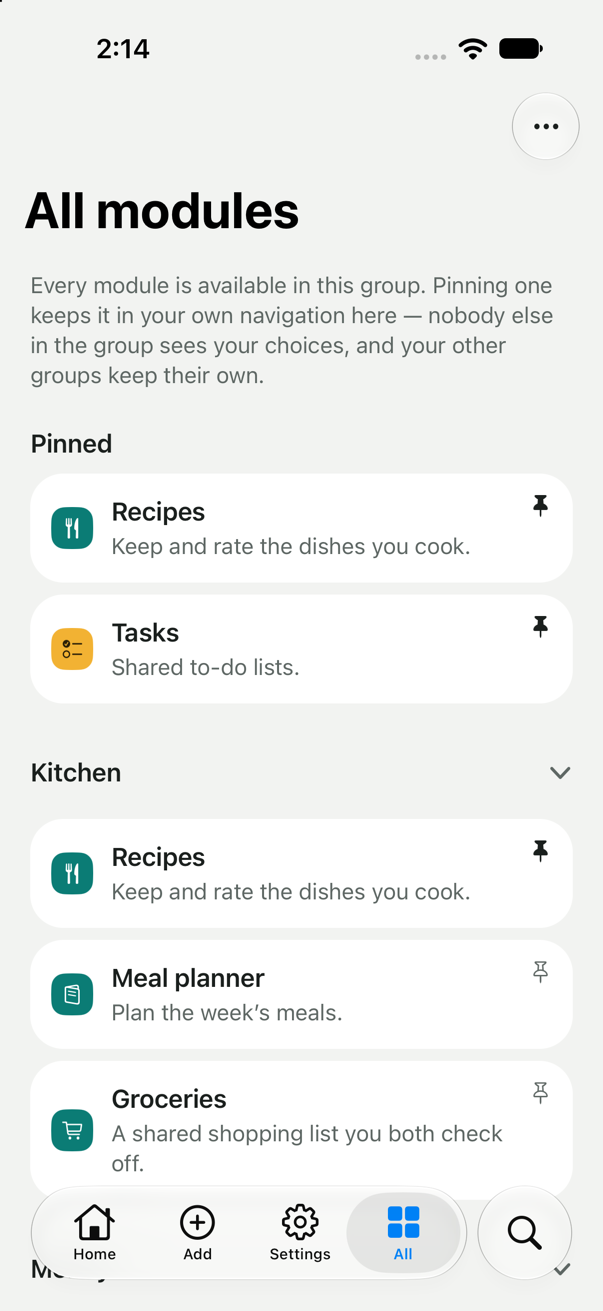 2:14
All modules
Every module is available in this group. Pinning one
keeps it in your own navigation here — nobody else
in the group sees your choices, and your other
groups keep their own.
Pinned
Recipes
Keep and rate the dishes you cook.
Tasks
Shared to-do lists.
Kitchen
Recipes
Keep and rate the dishes you cook.
Meal planner
Plan the week’s meals.
Groceries
A shared shopping list you both check
off.
Home
Add
Settings
All